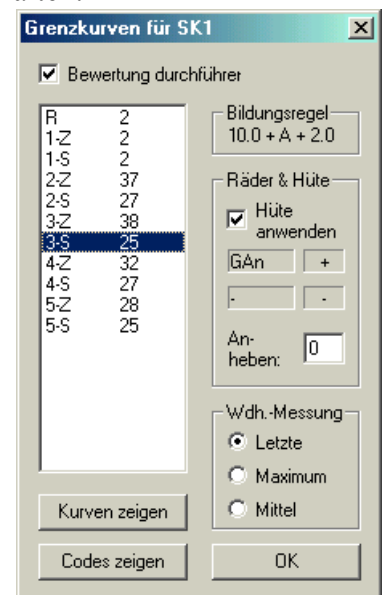 Grenzkurven für SK1
Bewertung durchführer
R 2
1-Z 2
1-S 2
2-Z 37
2-S 27
3-Z 38
3-S 25
4-Z 32
4-S 27
5-Z 28
5-S 25
Kurven zeigen
Codes zeigen
Bildungsregel
10.0 + A + 2.0
Räder & Hüte
Hüte
anwenden
GAn +
- -
An-
heben: 0
Wdh.-Messung
Letzte
Maximum
Mittel
OK